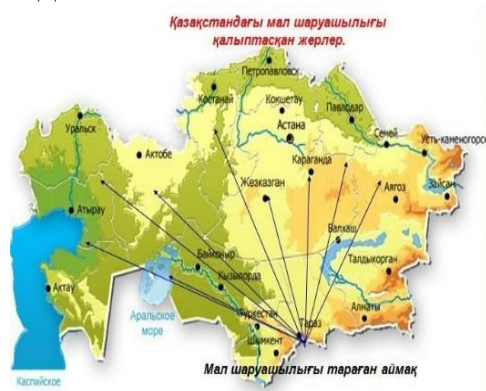 Қазақстандағы мал шаруашылығы
қалыптасқан жерлер.
Петропавловск
Костанай
Кокшетау
Павлодар
Уральск
Астана
Семей
Усть-каменогорск
Актобе
Караганда
Жезказган
Аягоз
Зайсан
Атырау
Байконыр
Балхаш
Кызылорда
Талдыкорган
Актау
Аральское
море
Туркестан
Тараз
Алматы
Шымкент
Мал шаруашылығы тараған аймақ
Каспийское